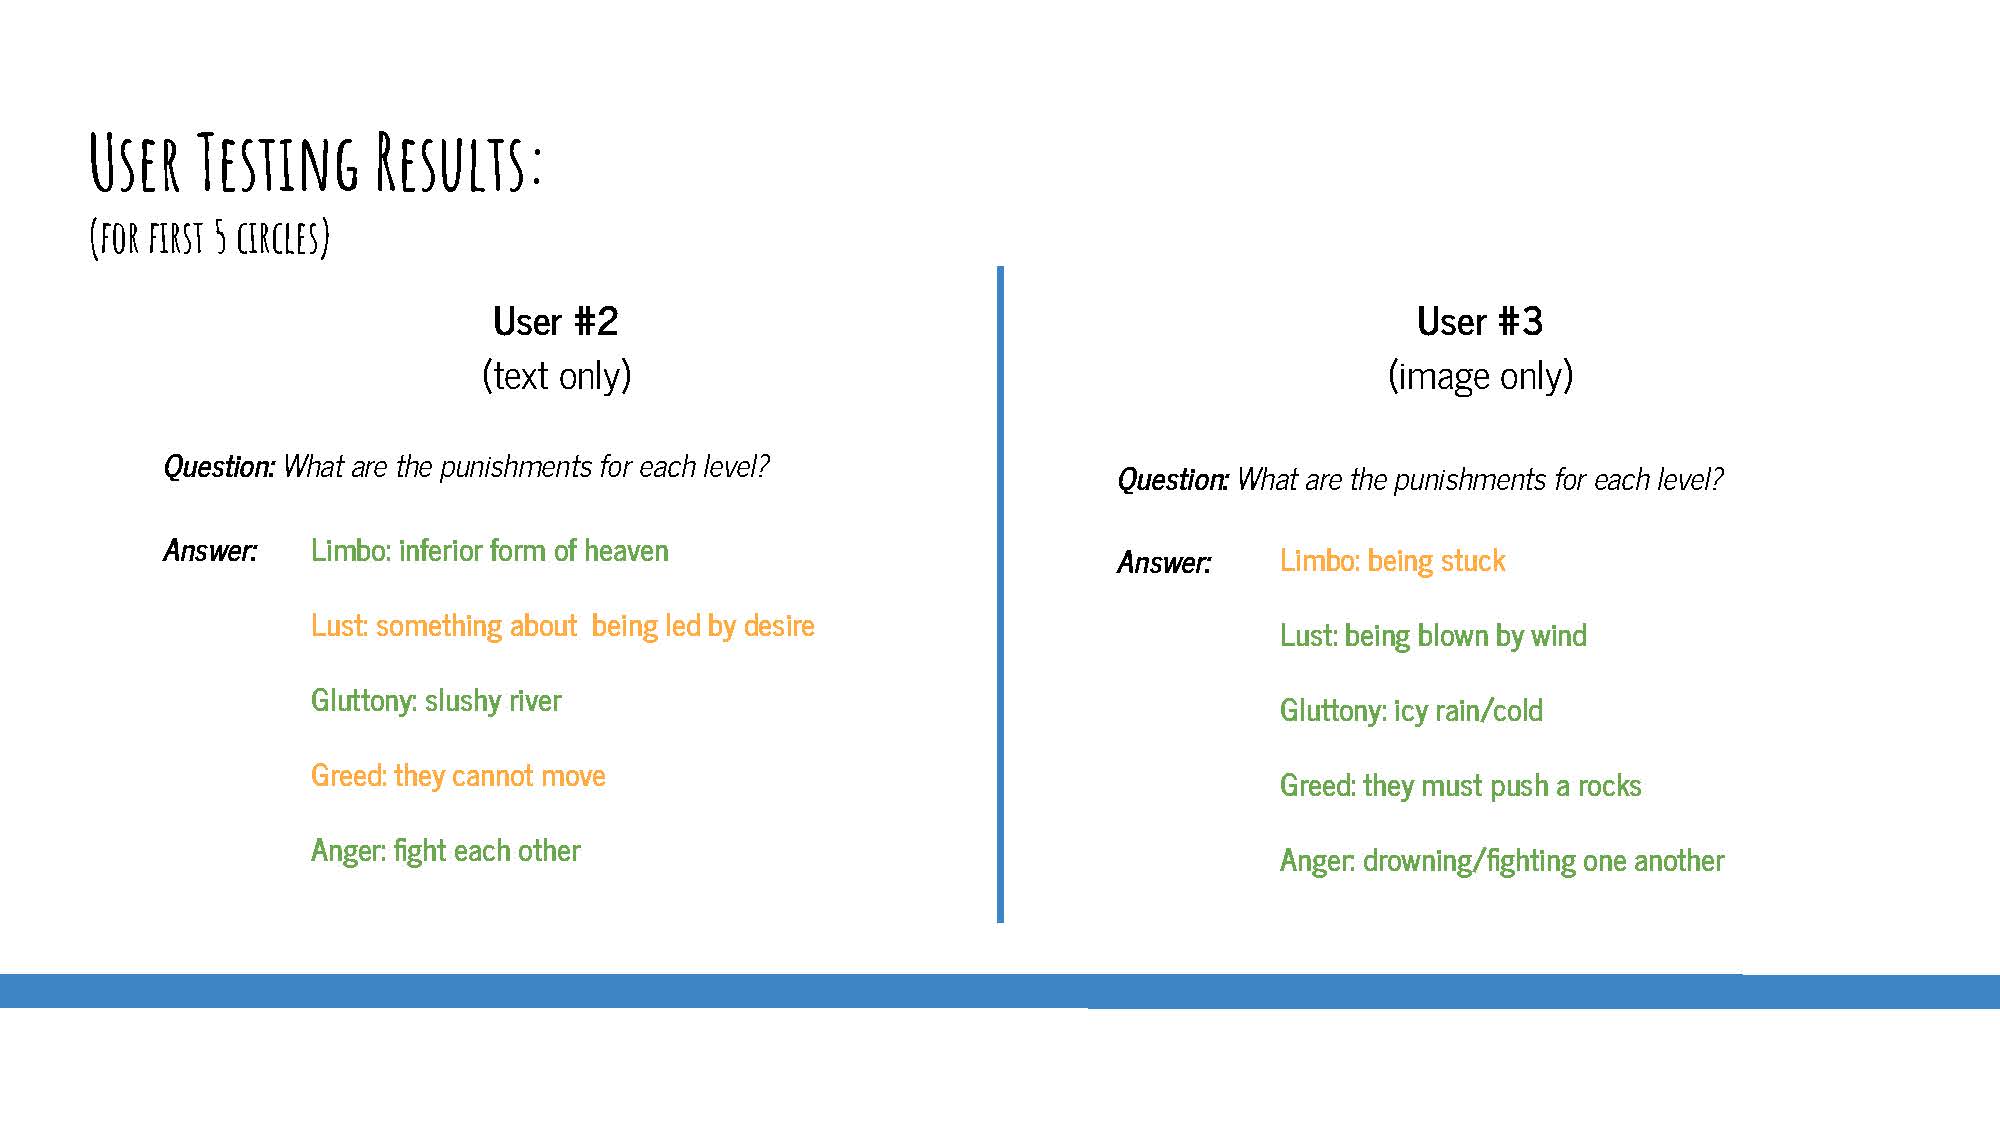 User Testing Results:
(for first 5 circles)
User #2
(text only)
Question: What are the punishments for each level?
Answer: Limbo: inferior form of heaven
Lust: something about being led by desire
Gluttony: slushy river
Greed: they cannot move
Anger: fight each other
User #3
(image only)
Question: What are the punishments for each level?
Answer: Limbo: being stuck
Lust: being blown by wind
Gluttony: icy rain/cold
Greed: they must push a rocks
Anger: drowning/fighting one another